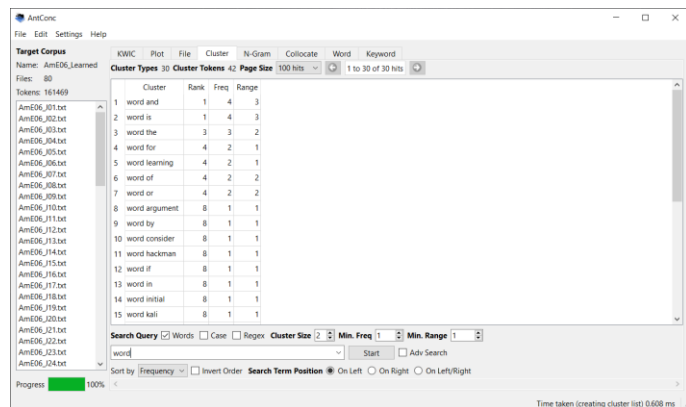 AntConc
File Edit Settings Help
Target Corpus
Name: AmE06_Learned
Files: 80
Tokens: 161469
AmE06_J01.txt
AmE06_J02.txt
AmE06_J03.txt
AmE06_J04.txt
AmE06_J05.txt
AmE06_J06.txt
AmE06_J07.txt
AmE06_J08.txt
AmE06_J09.txt
AmE06_J10.txt
AmE06_J11.txt
AmE06_J12.txt
AmE06_J13.txt
AmE06_J14.txt
AmE06_J15.txt
AmE06_J16.txt
AmE06_J17.txt
AmE06_J18.txt
AmE06_J19.txt
AmE06_J20.txt
AmE06_J21.txt
AmE06_J22.txt
AmE06_J23.txt
AmE06_J24.txt
Progress 100%
KWIC Plot File Cluster N-Gram Collocate Word Keyword
Cluster Types 30 Cluster Tokens 42 Page Size 100 hits 1 to 30 of 30 hits
Cluster Rank Freq Range
1 word and 1 4 3
2 word is 1 4 3
3 word the 3 3 2
4 word for 4 2 1
5 word learning 4 2 1
6 word of 4 2 2
7 word or 4 2 2
8 word argument 8 1 1
9 word by 8 1 1
10 word consider 8 1 1
11 word hackman 8 1 1
12 word if 8 1 1
13 word in 8 1 1
14 word initial 8 1 1
15 word kali 8 1 1
Search Query Words Case Regex Cluster Size 2 Min. Freq 1 Min. Range 1
word Start Adv Search
Sort by Frequency Invert Order Search Term Position On Left On Right On Left/Right
Time taken (creating cluster list) 0.608 ms